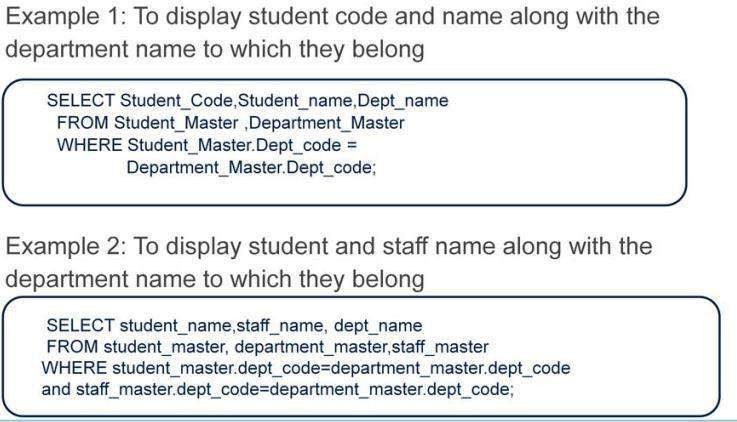 Example 1: To display student code and name along with the
department name to which they belong
SELECT Student_Code,Student_name,Dept_name
FROM Student_Master ,Department_Master
WHERE Student_Master.Dept_code =
Department_Master.Dept_code;
Example 2: To display student and staff name along with the
department name to which they belong
SELECT student_name,staff_name, dept_name
FROM student_master, department_master,staff_master
WHERE student_master.dept_code=department_master.dept_code
and staff_master.dept_code=department_master.dept_code;